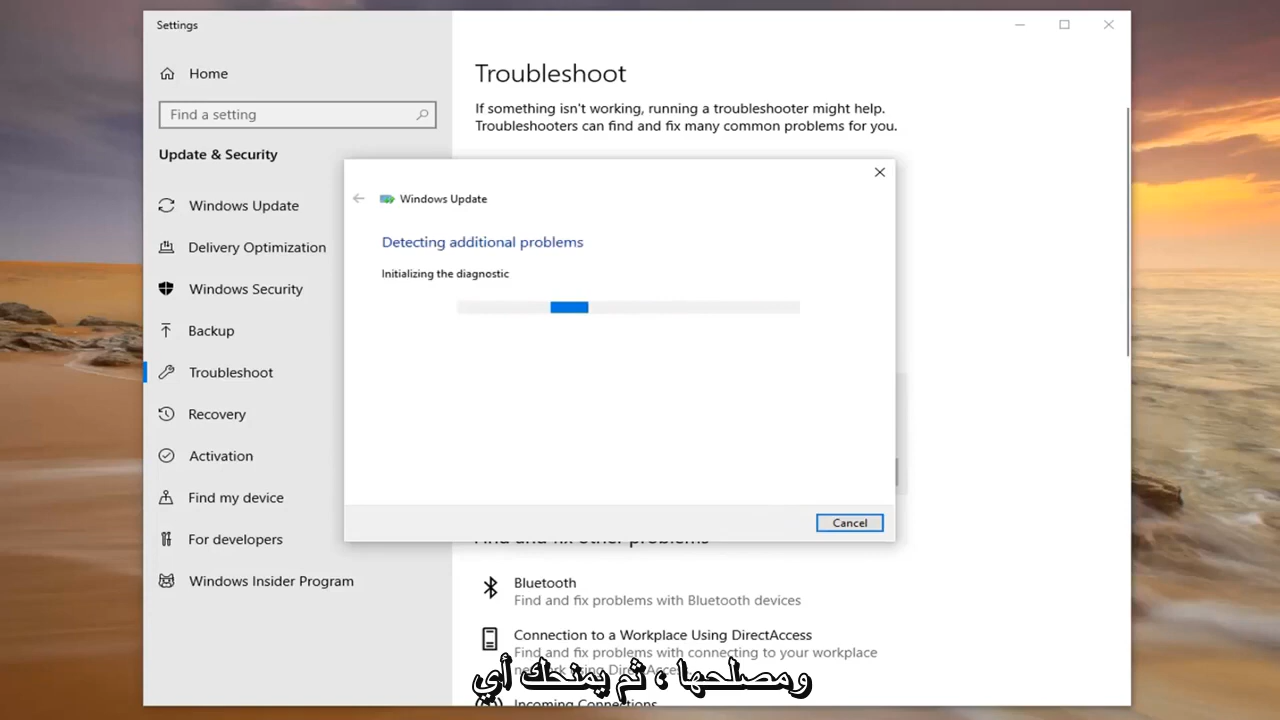 Settings
Home
Find a setting
Update & Security
Windows Update
Delivery Optimization
Windows Security
Backup
Troubleshoot
Recovery
Activation
Find my device
For developers
Windows Insider Program
Troubleshoot
If something isn't working, running a troubleshooter might help.
Troubleshooters can find and fix many common problems for you.
Windows Update
Detecting additional problems
Initializing the diagnostic
Cancel
Find and fix other problems
Bluetooth
Find and fix problems with Bluetooth devices
Connection to a Workplace Using DirectAccess
Find and fix problems with connecting to your workplace
network using DirectAccess.
Incoming Connections
ومصلحها ، ثم يمنحك أي